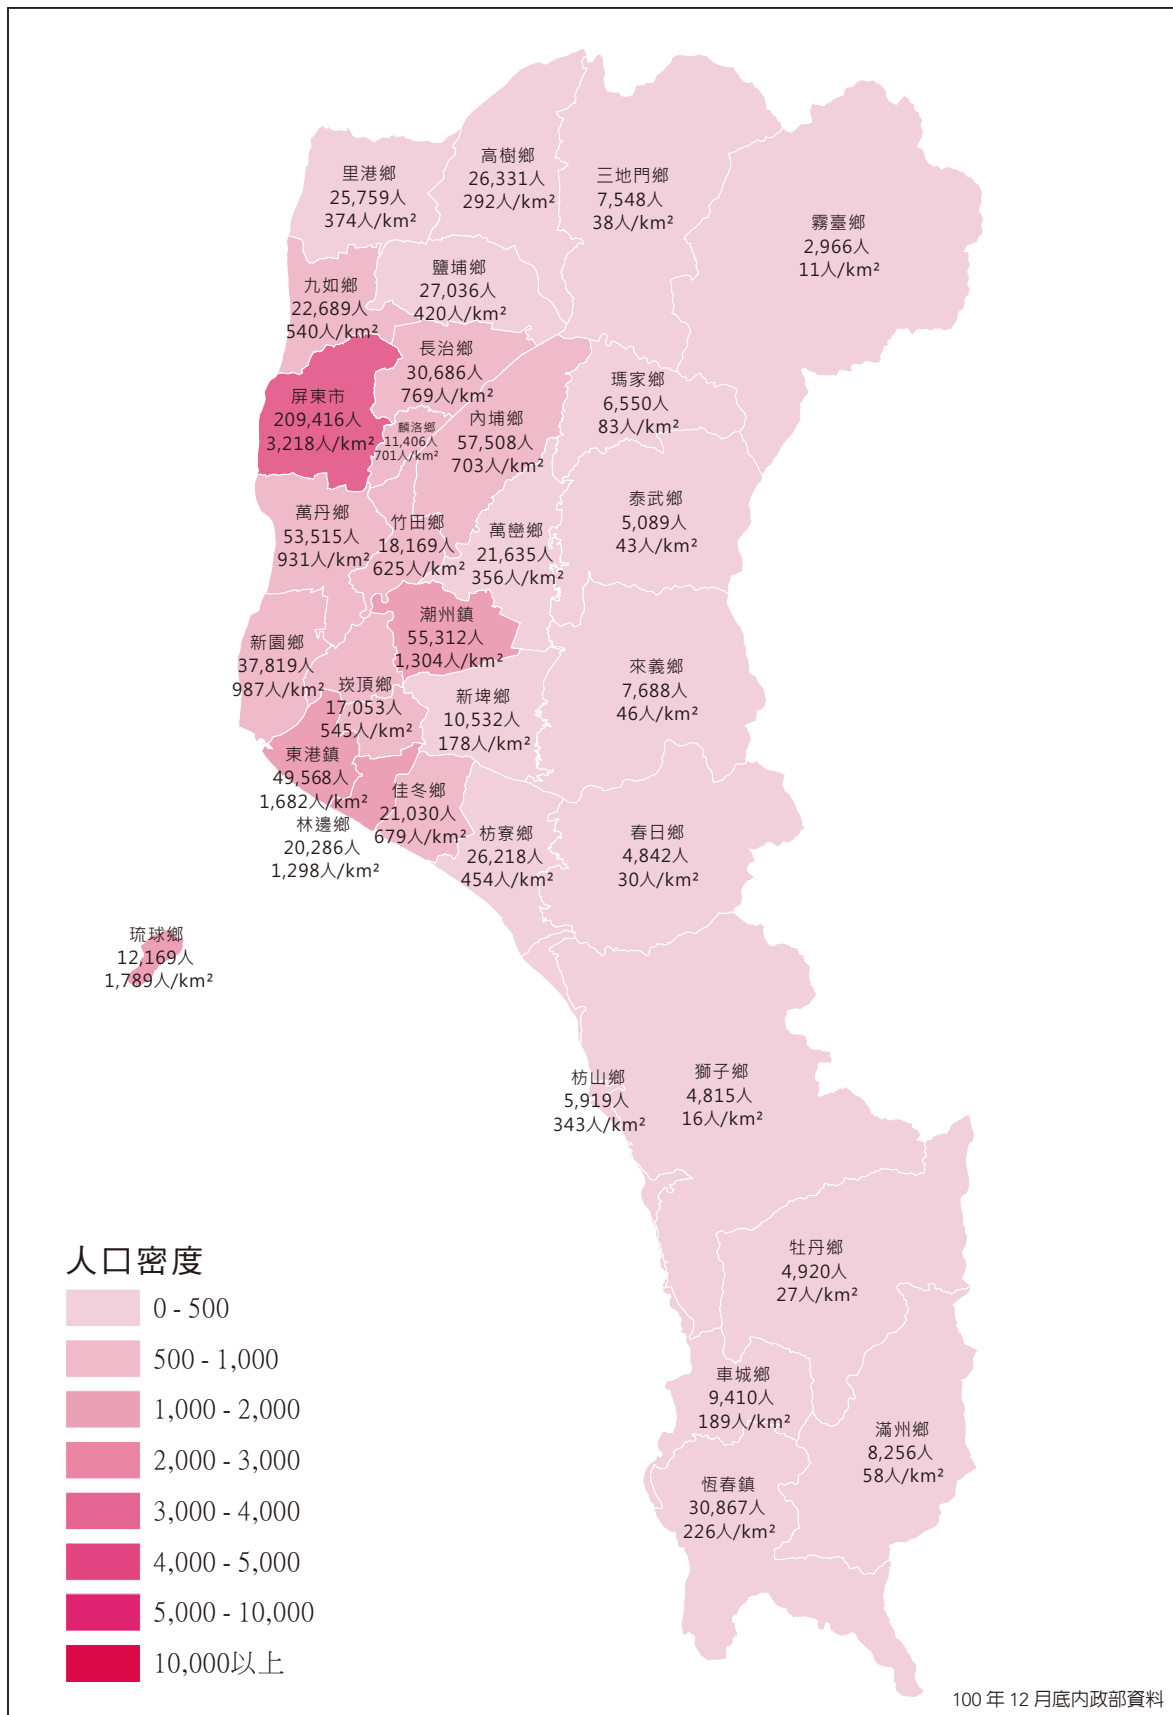 高樹鄉
26,331人
292人/km²
里港鄉
25,759人
374人/km²
三地門鄉
7,548人
38人/km²
霧臺鄉
2,966人
11人/km²
鹽埔鄉
27,036人
420人/km²
九如鄉
22,689人
540人/km²
長治鄉
30,686人
769人/km²
瑪家鄉
6,550人
83人/km²
屏東市
209,416人
3,218人/km²
麟洛鄉
11,406人
701人/km²
內埔鄉
57,508人
703人/km²
泰武鄉
5,089人
43人/km²
萬丹鄉
53,515人
931人/km²
竹田鄉
18,169人
625人/km²
萬巒鄉
21,635人
356人/km²
潮州鎮
55,312人
1,304人/km²
新園鄉
37,819人
987人/km²
崁頂鄉
17,053人
545人/km²
新埤鄉
10,532人
178人/km²
來義鄉
7,688人
46人/km²
東港鎮
49,568人
1,682人/km²
佳冬鄉
21,030人
679人/km²
林邊鄉
20,286人
1,298人/km²
枋寮鄉
26,218人
454人/km²
春日鄉
4,842人
30人/km²
琉球鄉
12,169人
1,789人/km²
枋山鄉
5,919人
343人/km²
獅子鄉
4,815人
16人/km²
牡丹鄉
4,920人
27人/km²
車城鄉
9,410人
189人/km²
滿州鄉
8,256人
58人/km²
恆春鎮
30,867人
226人/km²
人口密度
0 - 500
500 - 1,000
1,000 - 2,000
2,000 - 3,000
3,000 - 4,000
4,000 - 5,000
5,000 - 10,000
10,000以上
100 年 12 月底內政部資料